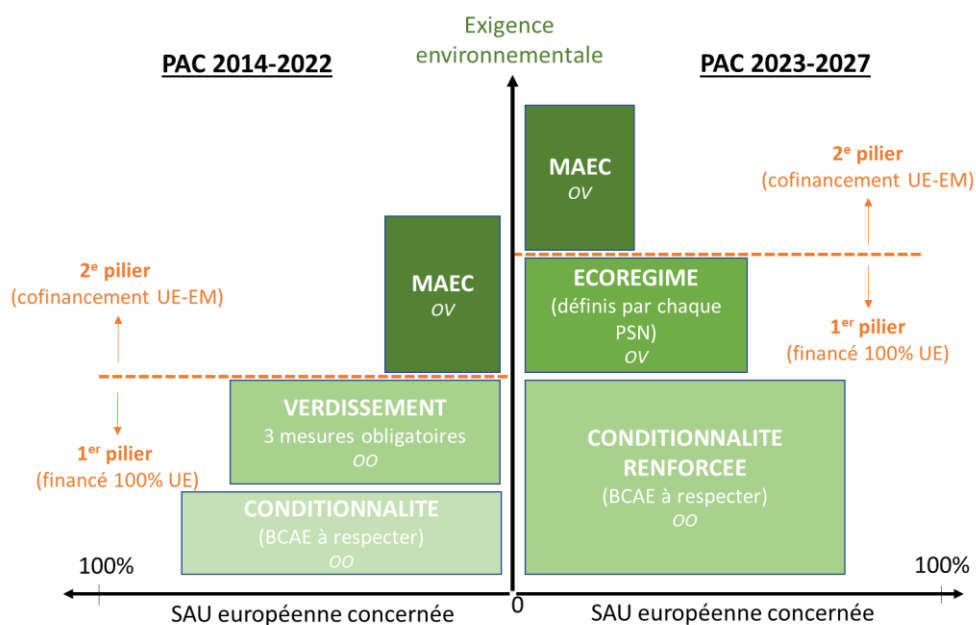 Exigence
environnementale
PAC 2014-2022
PAC 2023-2027
MAEC
OV
2e pilier
(cofinancement UE-EM)
MAEC
OV
2e pilier
(cofinancement UE-EM)
ECOREGIME
(définis par chaque
PSN)
OV
1er pilier
(financé 100% UE)
VERDISSEMENT
3 mesures obligatoires
OO
1er pilier
(financé 100% UE)
CONDITIONNALITE
RENFORCEE
(BCAE à respecter)
OO
CONDITIONNALITE
(BCAE à respecter)
OO
100%
100%
0
SAU européenne concernée
SAU européenne concernée